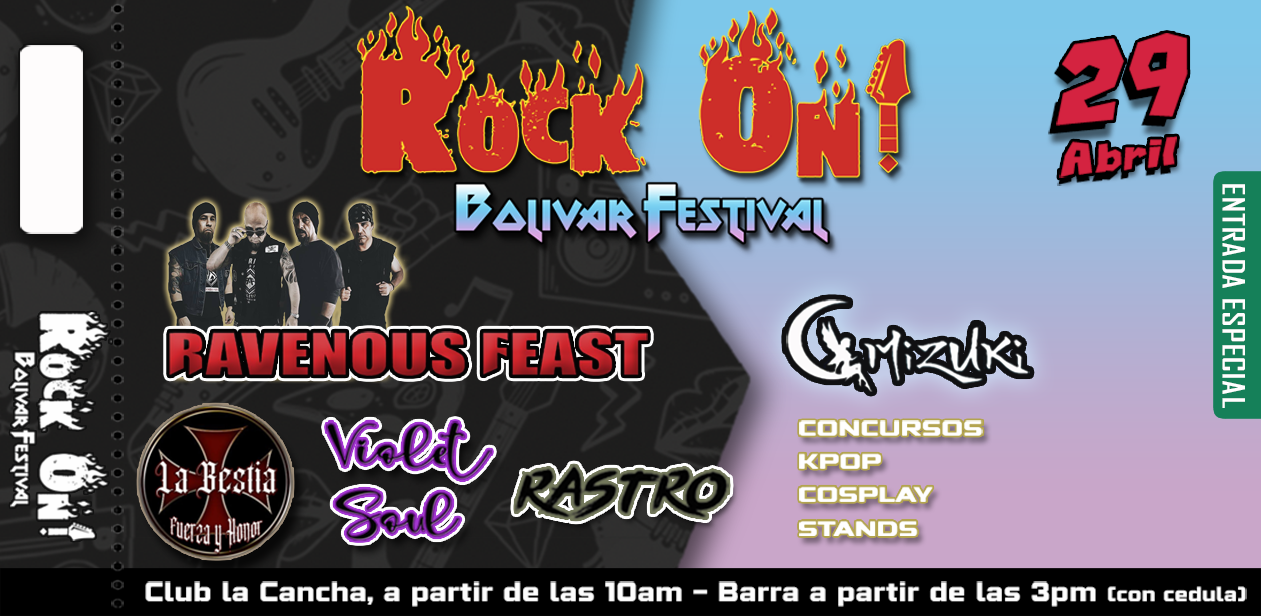 Rock On!
Bolivar Festival
29
Abril
ENTRADA ESPECIAL
RAVENOUS FEAST
Mizuki
La Bestia
Fuerza y Honor
Violet
Soul
RASTRO
CONCURSOS
KPOP
COSPLAY
STANDS
Club la Cancha, a partir de las 10am - Barra a partir de las 3pm (con cedula)
Rock On!
Bolivar Festival